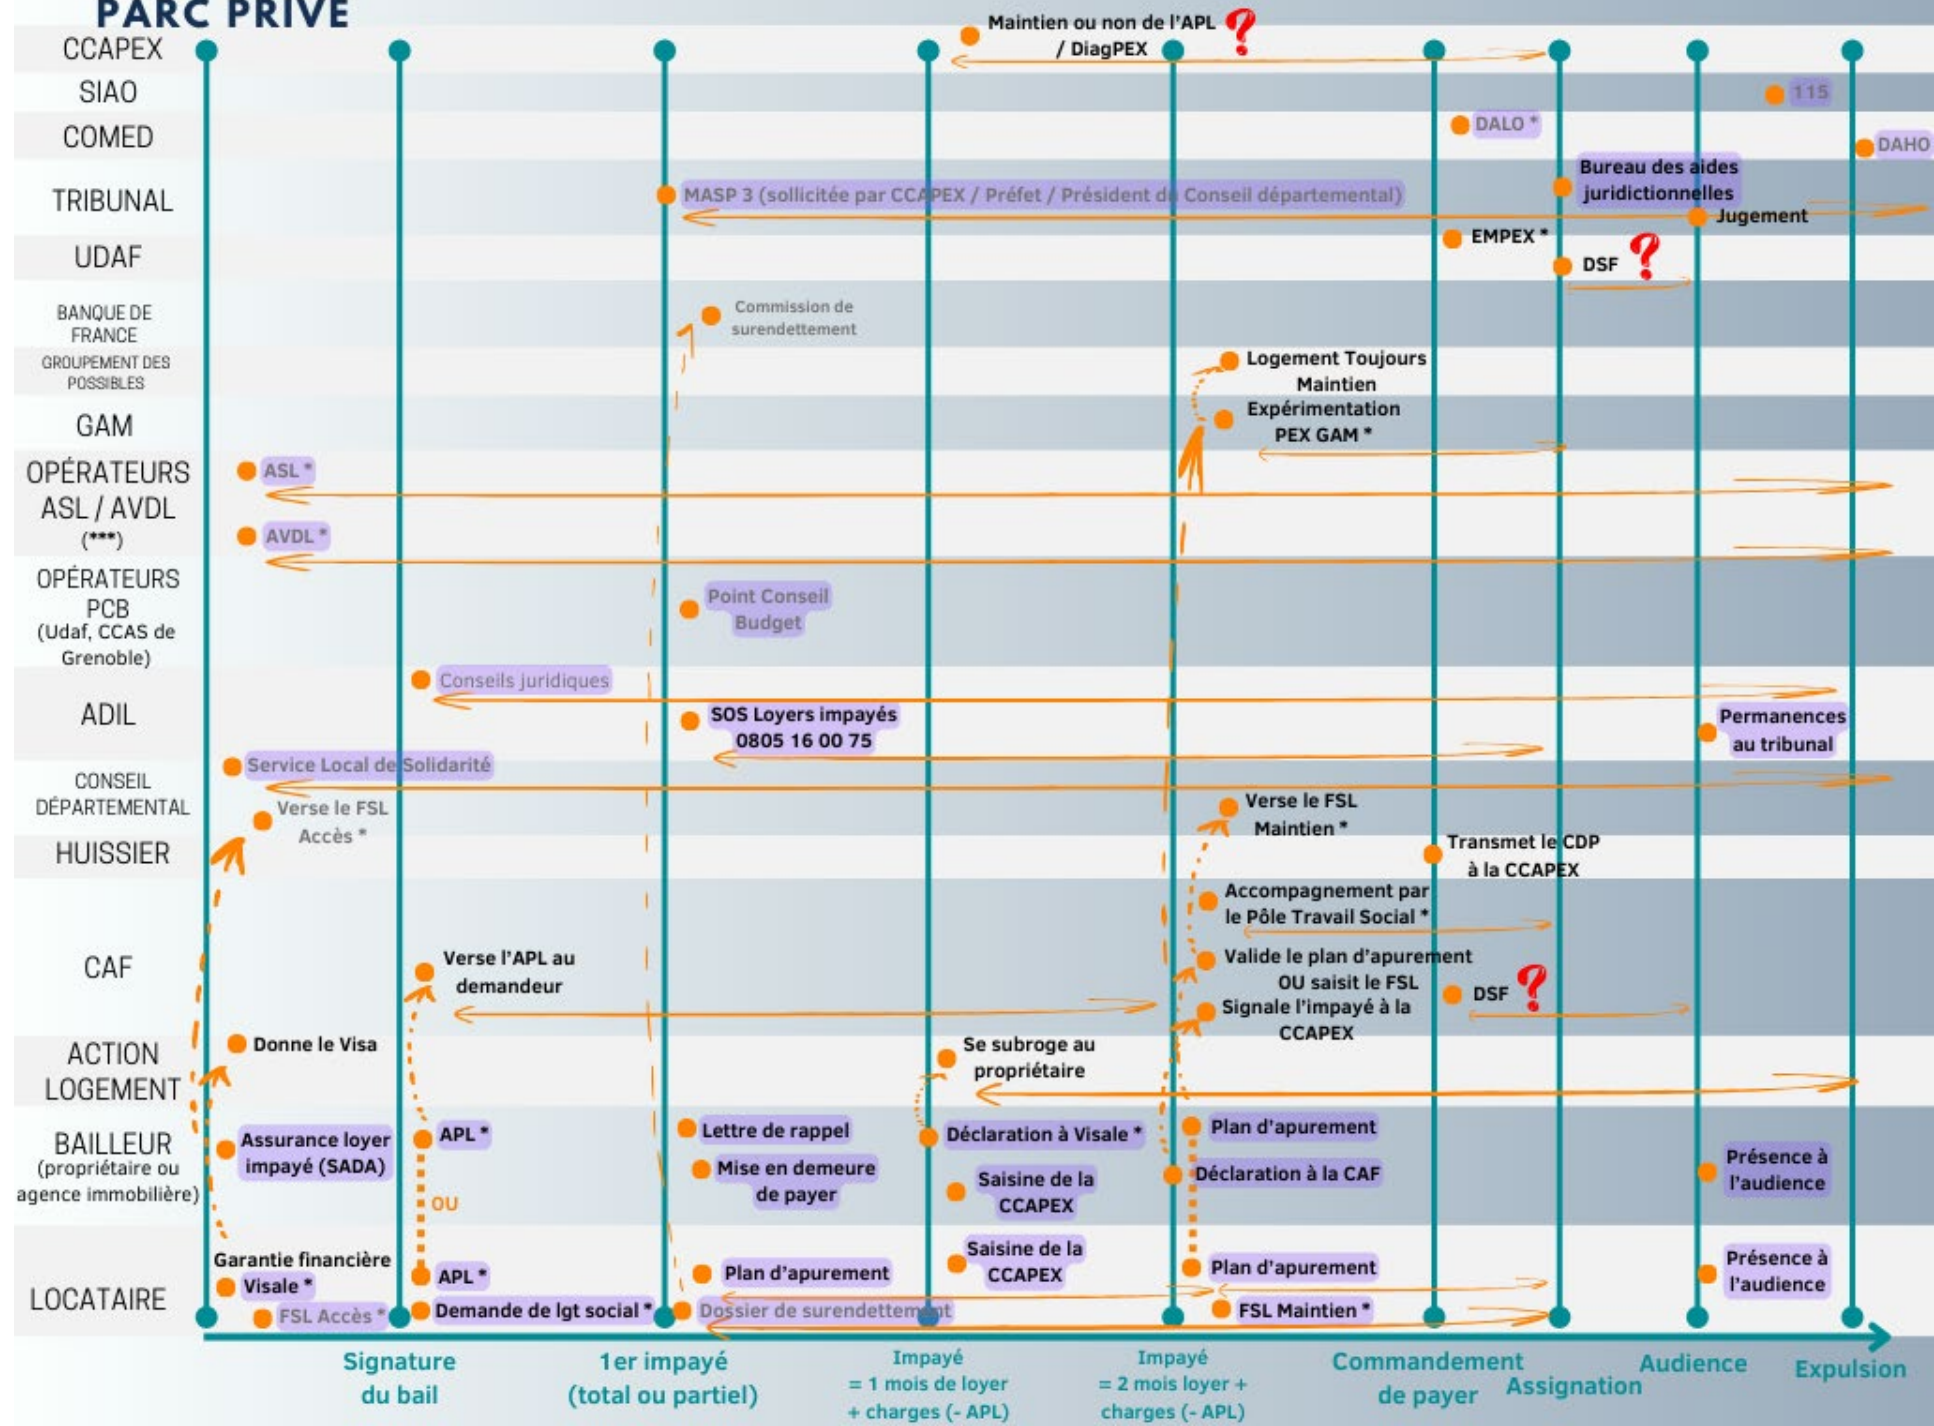 PARC PRIVÉ
CCAPEX
Maintien ou non de l'APL
/ DiagPEX
?
SIAO
115
COMED
DALO *
DAHO
TRIBUNAL
MASP 3 (sollicitée par CCAPEX / Préfet / Président du Conseil départemental)
Bureau des aides
juridictionnelles
Jugement
UDAF
EMPEX *
DSF
?
BANQUE DE
FRANCE
Commission de
surendettement
GROUPEMENT DES
POSSIBLES
Logement Toujours
Maintien
GAM
Expérimentation
PEX GAM *
OPÉRATEURS
ASL / AVDL
(***)
ASL *
AVDL *
OPÉRATEURS
PCB
(Udaf, CCAS de
Grenoble)
Point Conseil
Budget
ADIL
Conseils juridiques
SOS Loyers impayés
0805 16 00 75
Permanences
au tribunal
CONSEIL
DÉPARTEMENTAL
Service Local de Solidarité
Verse le FSL
Accès *
Verse le FSL
Maintien *
HUISSIER
Transmet le CDP
à la CCAPEX
CAF
Verse l'APL au
demandeur
Accompagnement par
le Pôle Travail Social *
Valide le plan d'apurement
OU saisit le FSL
Signale l'impayé à la
CCAPEX
DSF
?
ACTION
LOGEMENT
Donne le Visa
Se subroge au
propriétaire
BAILLEUR
(propriétaire ou
agence immobilière)
Assurance loyer
impayé (SADA)
APL *
OU
Lettre de rappel
Mise en demeure
de payer
Déclaration à Visale *
Saisine de la
CCAPEX
Plan d'apurement
Déclaration à la CAF
Présence à
l'audience
LOCATAIRE
Garantie financière
Visale *
FSL Accès *
APL *
Demande de lgt social *
Plan d'apurement
Dossier de surendettement
Saisine de la
CCAPEX
Plan d'apurement
FSL Maintien *
Présence à
l'audience
Signature
du bail
1er impayé
(total ou partiel)
Impayé
= 1 mois de loyer
+ charges (- APL)
Impayé
= 2 mois loyer +
charges (- APL)
Commandement
de payer
Assignation
Audience
Expulsion